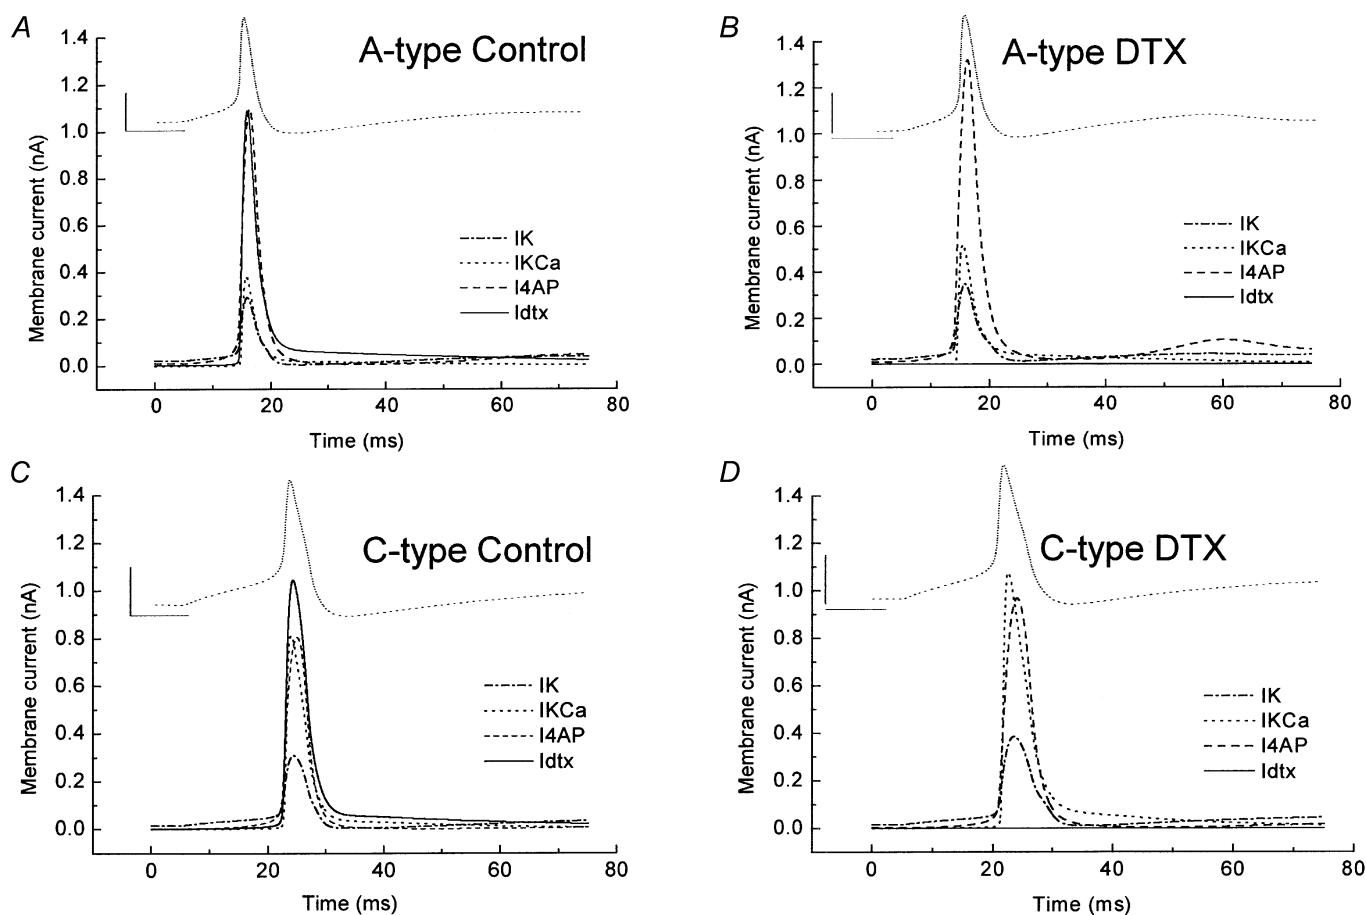 A
A-type Control
1.4
1.2
1.0
0.8
0.6
0.4
0.2
0.0
Membrane current (nA)
IK
IKCa
I4AP
Idtx
0 20 40 60 80
Time (ms)
B
A-type DTX
1.4
1.2
1.0
0.8
0.6
0.4
0.2
0.0
Membrane current (nA)
IK
IKCa
I4AP
Idtx
0 20 40 60 80
Time (ms)
C
C-type Control
1.4
1.2
1.0
0.8
0.6
0.4
0.2
0.0
Membrane current (nA)
IK
IKCa
I4AP
Idtx
0 20 40 60 80
Time (ms)
D
C-type DTX
1.4
1.2
1.0
0.8
0.6
0.4
0.2
0.0
Membrane current (nA)
IK
IKCa
I4AP
Idtx
0 20 40 60 80
Time (ms)